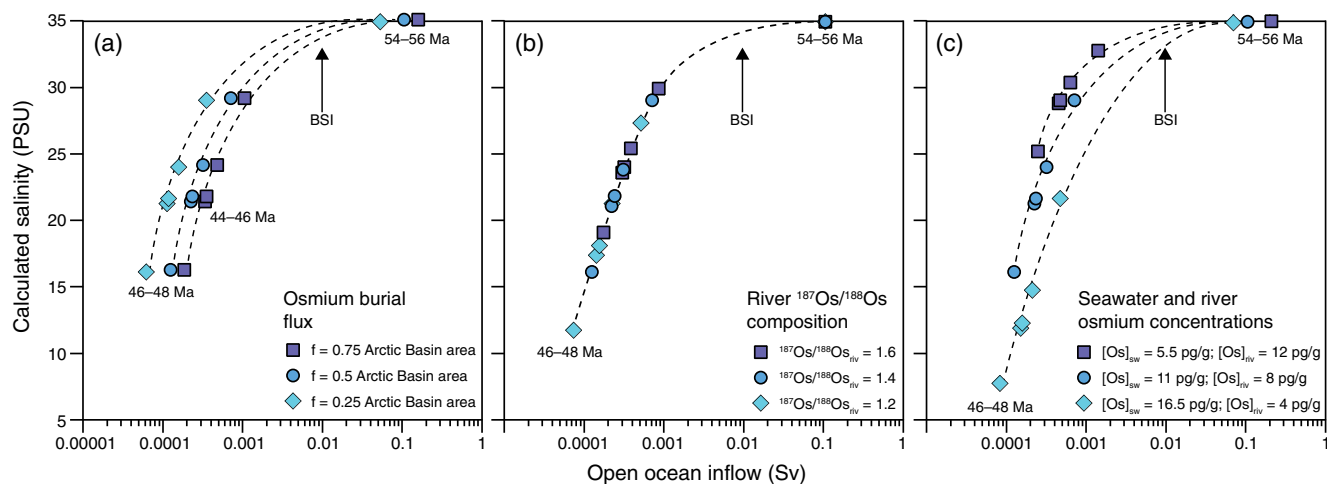 Calculated salinity (PSU)
35
30
25
20
15
10
5
(a)
54–56 Ma
BSI
44–46 Ma
46–48 Ma
Osmium burial
flux
f = 0.75 Arctic Basin area
f = 0.5 Arctic Basin area
f = 0.25 Arctic Basin area
0.00001
0.0001
0.001
0.01
0.1
1
(b)
54–56 Ma
BSI
46–48 Ma
River ¹⁸⁷Os/¹⁸⁸Os
composition
¹⁸⁷Os/¹⁸⁸Osᵣᵢᵥ = 1.6
¹⁸⁷Os/¹⁸⁸Osᵣᵢᵥ = 1.4
¹⁸⁷Os/¹⁸⁸Osᵣᵢᵥ = 1.2
0.0001
0.001
0.01
0.1
1
(c)
54–56 Ma
BSI
46–48 Ma
Seawater and river
osmium concentrations
[Os]sw = 5.5 pg/g; [Os]riv = 12 pg/g
[Os]sw = 11 pg/g; [Os]riv = 8 pg/g
[Os]sw = 16.5 pg/g; [Os]riv = 4 pg/g
0.0001
0.001
0.01
0.1
1
Open ocean inflow (Sv)